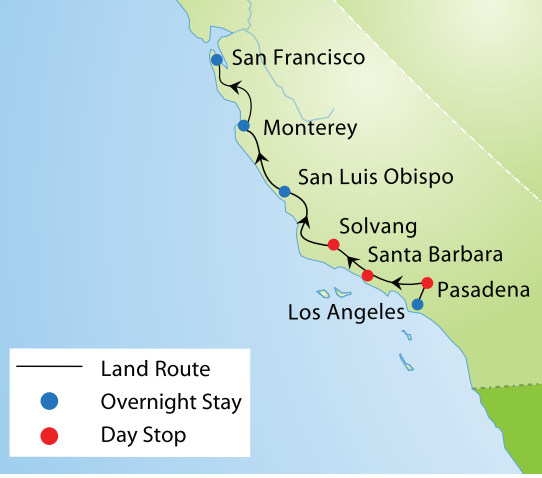 San Francisco
Monterey
San Luis Obispo
Solvang
Santa Barbara
Pasadena
Los Angeles
Land Route
Overnight Stay
Day Stop